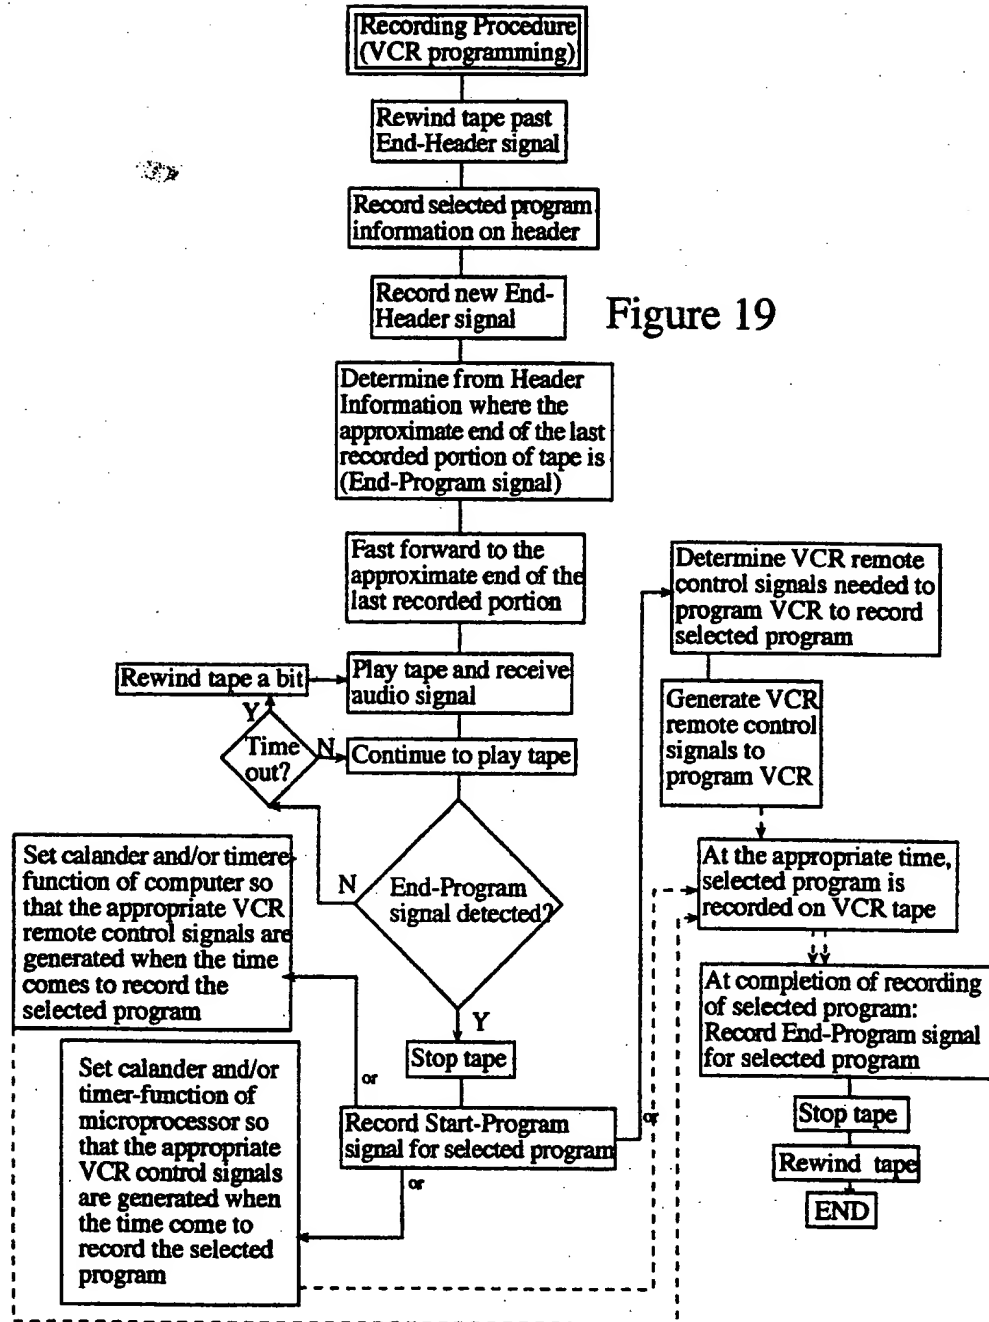 Recording Procedure
(VCR programming)
Rewind tape past
End-Header signal
Record selected program
information on header
Record new End-
Header signal
Figure 19
Determine from Header
Information where the
approximate end of the last
recorded portion of tape is
(End-Program signal)
Fast forward to the
approximate end of the
last recorded portion
Rewind tape a bit
Play tape and receive
audio signal
Y
Time
out?
N
Continue to play tape
N
End-Program
signal detected?
Y
Stop tape
Record Start-Program
signal for selected program
or
Set calander and/or timere-
function of computer so
that the appropriate VCR
remote control signals are
generated when the time
comes to record the
selected program
or
Set calander and/or
timer-function of
microprocessor so
that the appropriate
VCR control signals
are generated when
the time come to
record the selected
program
or
Determine VCR remote
control signals needed to
program VCR to record
selected program
Generate VCR
remote control
signals to
program VCR
At the appropriate time,
selected program is
recorded on VCR tape
At completion of recording
of selected program:
Record End-Program signal
for selected program
Stop tape
Rewind tape
END